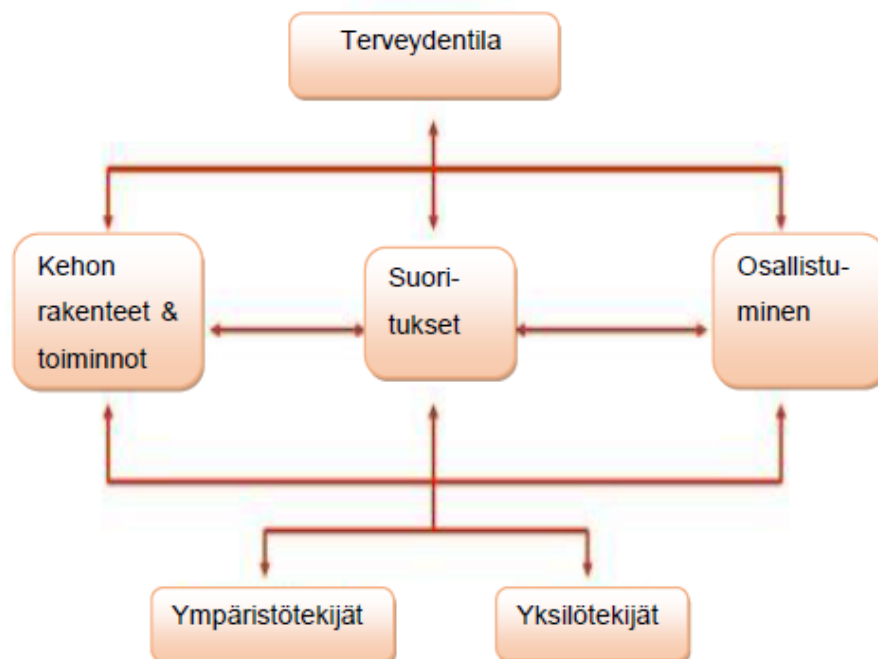 Terveydentila
Kehon
rakenteet &
toiminnot
Suori-
tukset
Osallistu-
minen
Ympäristötekijät
Yksilötekijät